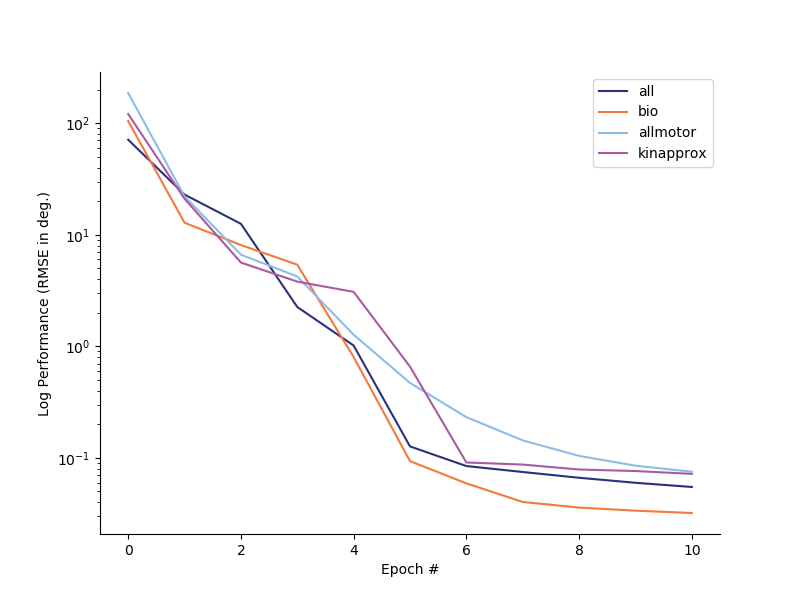 all
bio
allmotor
kinapprox
Log Performance (RMSE in deg.)
10²
10¹
10⁰
10⁻¹
0 2 4 6 8 10
Epoch #